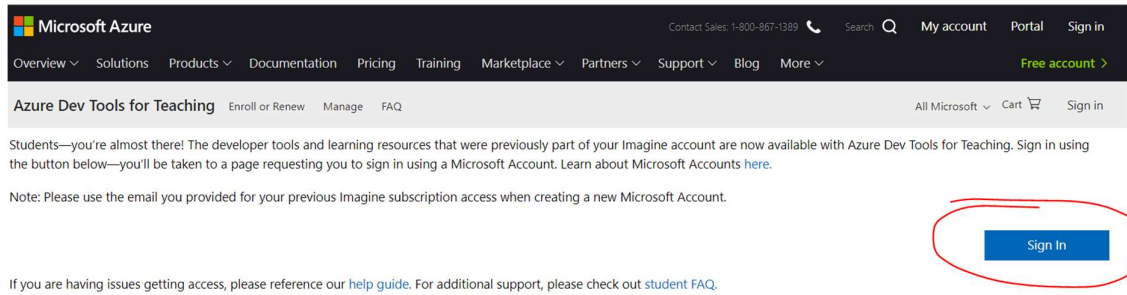 Microsoft Azure
Contact Sales: 1-800-867-1389 Search My account Portal Sign in
Overview Solutions Products Documentation Pricing Training Marketplace Partners Support Blog More Free account >
Azure Dev Tools for Teaching Enroll or Renew Manage FAQ All Microsoft Cart Sign in
Students—you're almost there! The developer tools and learning resources that were previously part of your Imagine account are now available with Azure Dev Tools for Teaching. Sign in using
the button below—you'll be taken to a page requesting you to sign in using a Microsoft Account. Learn about Microsoft Accounts here.
Note: Please use the email you provided for your previous Imagine subscription access when creating a new Microsoft Account.
Sign In
If you are having issues getting access, please reference our help guide. For additional support, please check out student FAQ.